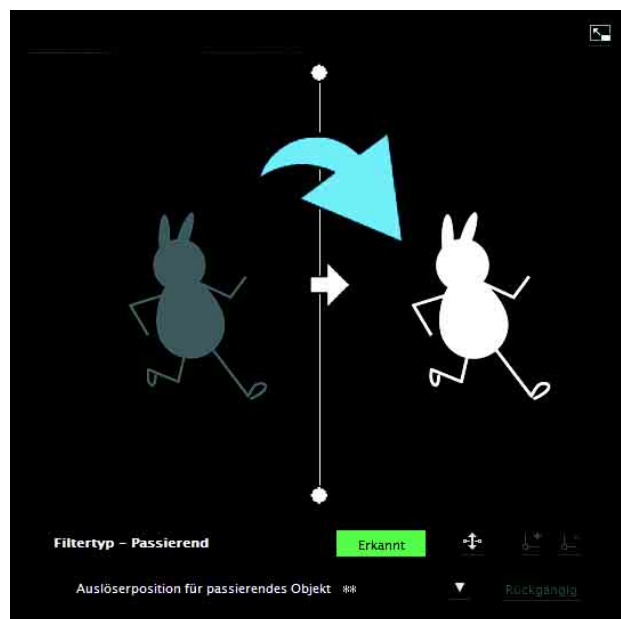 Filtertyp – Passierend Erkannt
Auslöserposition für passierendes Objekt ** Rückgängig